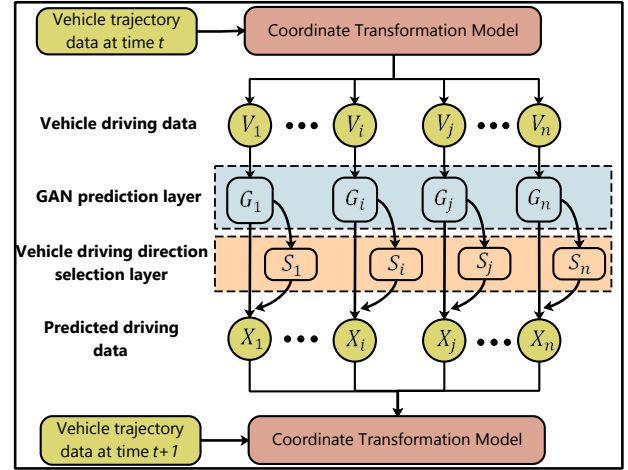 Vehicle trajectory
data at time t
Coordinate Transformation Model
Vehicle driving data
V1 ••• Vi Vj ••• Vn
GAN prediction layer
G1 Gi Gj Gn
Vehicle driving direction
selection layer
S1 Si Sj Sn
Predicted driving
data
X1 ••• Xi Xj ••• Xn
Vehicle trajectory
data at time t+1
Coordinate Transformation Model